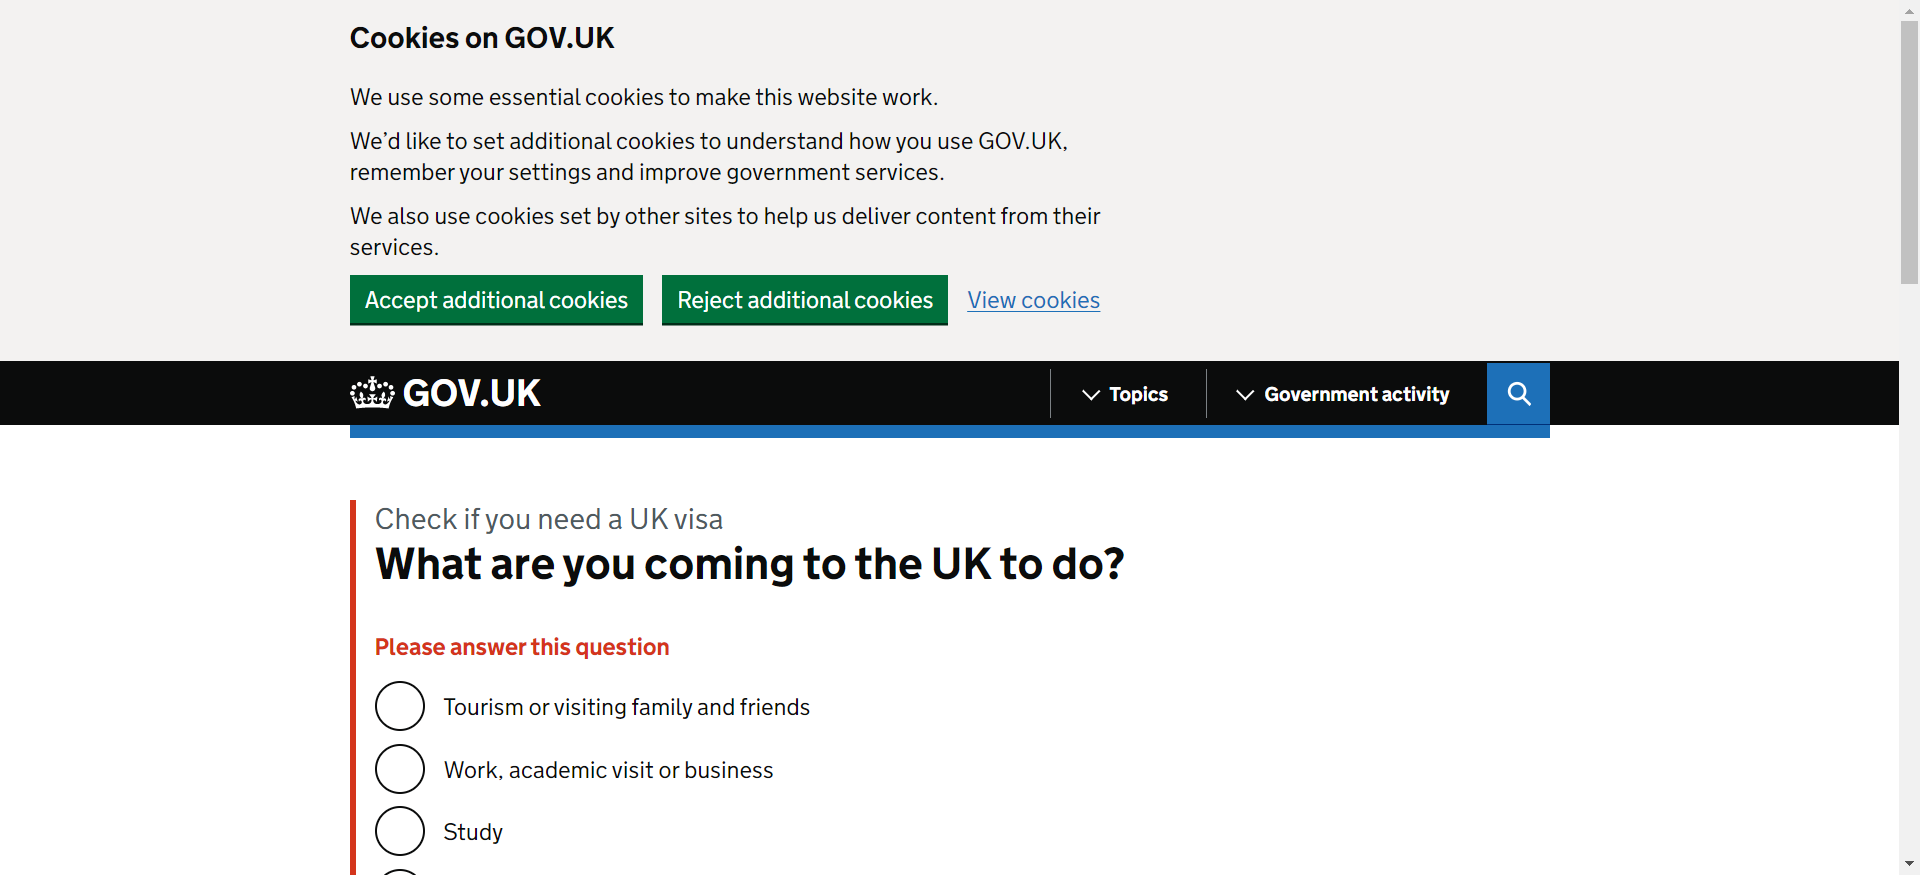 Cookies on GOV.UK
We use some essential cookies to make this website work.
We’d like to set additional cookies to understand how you use GOV.UK,
remember your settings and improve government services.
We also use cookies set by other sites to help us deliver content from their
services.
Accept additional cookies
Reject additional cookies
View cookies
GOV.UK
Topics
Government activity
Check if you need a UK visa
What are you coming to the UK to do?
Please answer this question
Tourism or visiting family and friends
Work, academic visit or business
Study